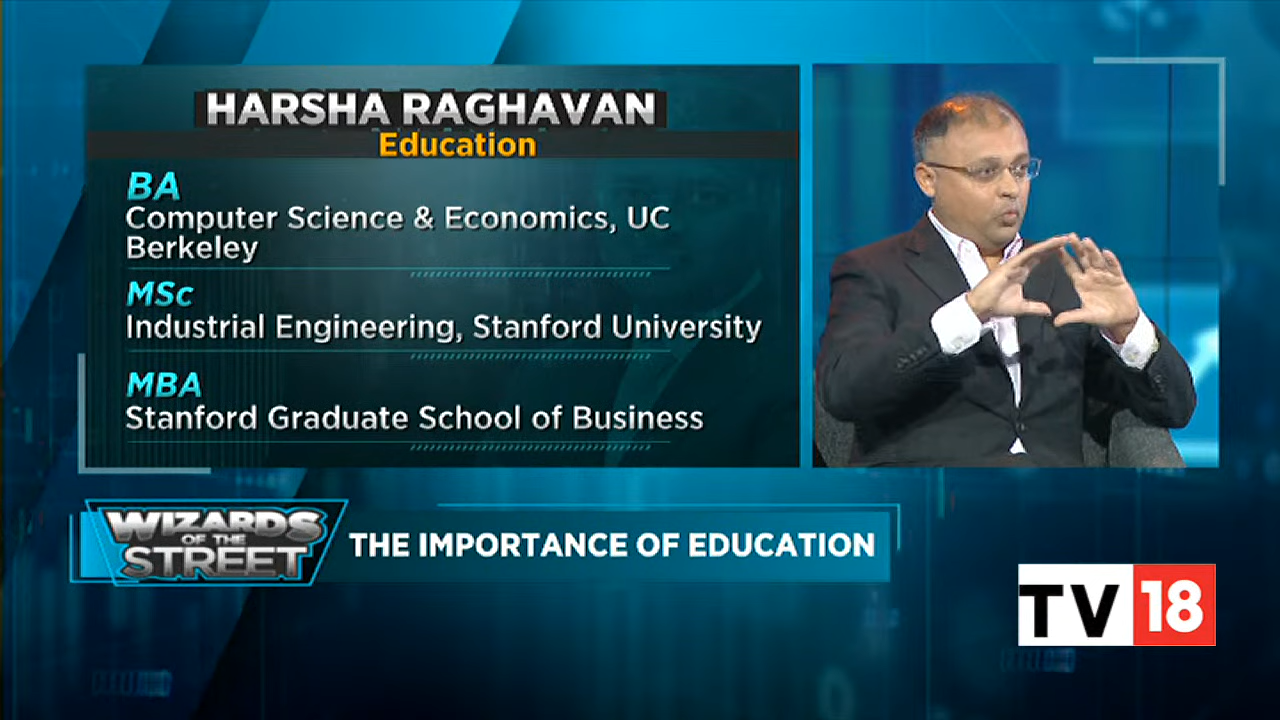 HARSHA RAGHAVAN
Education
BA
Computer Science & Economics, UC
Berkeley
MSc
Industrial Engineering, Stanford University
MBA
Stanford Graduate School of Business
WIZARDS
OF THE
STREET
THE IMPORTANCE OF EDUCATION
TV18